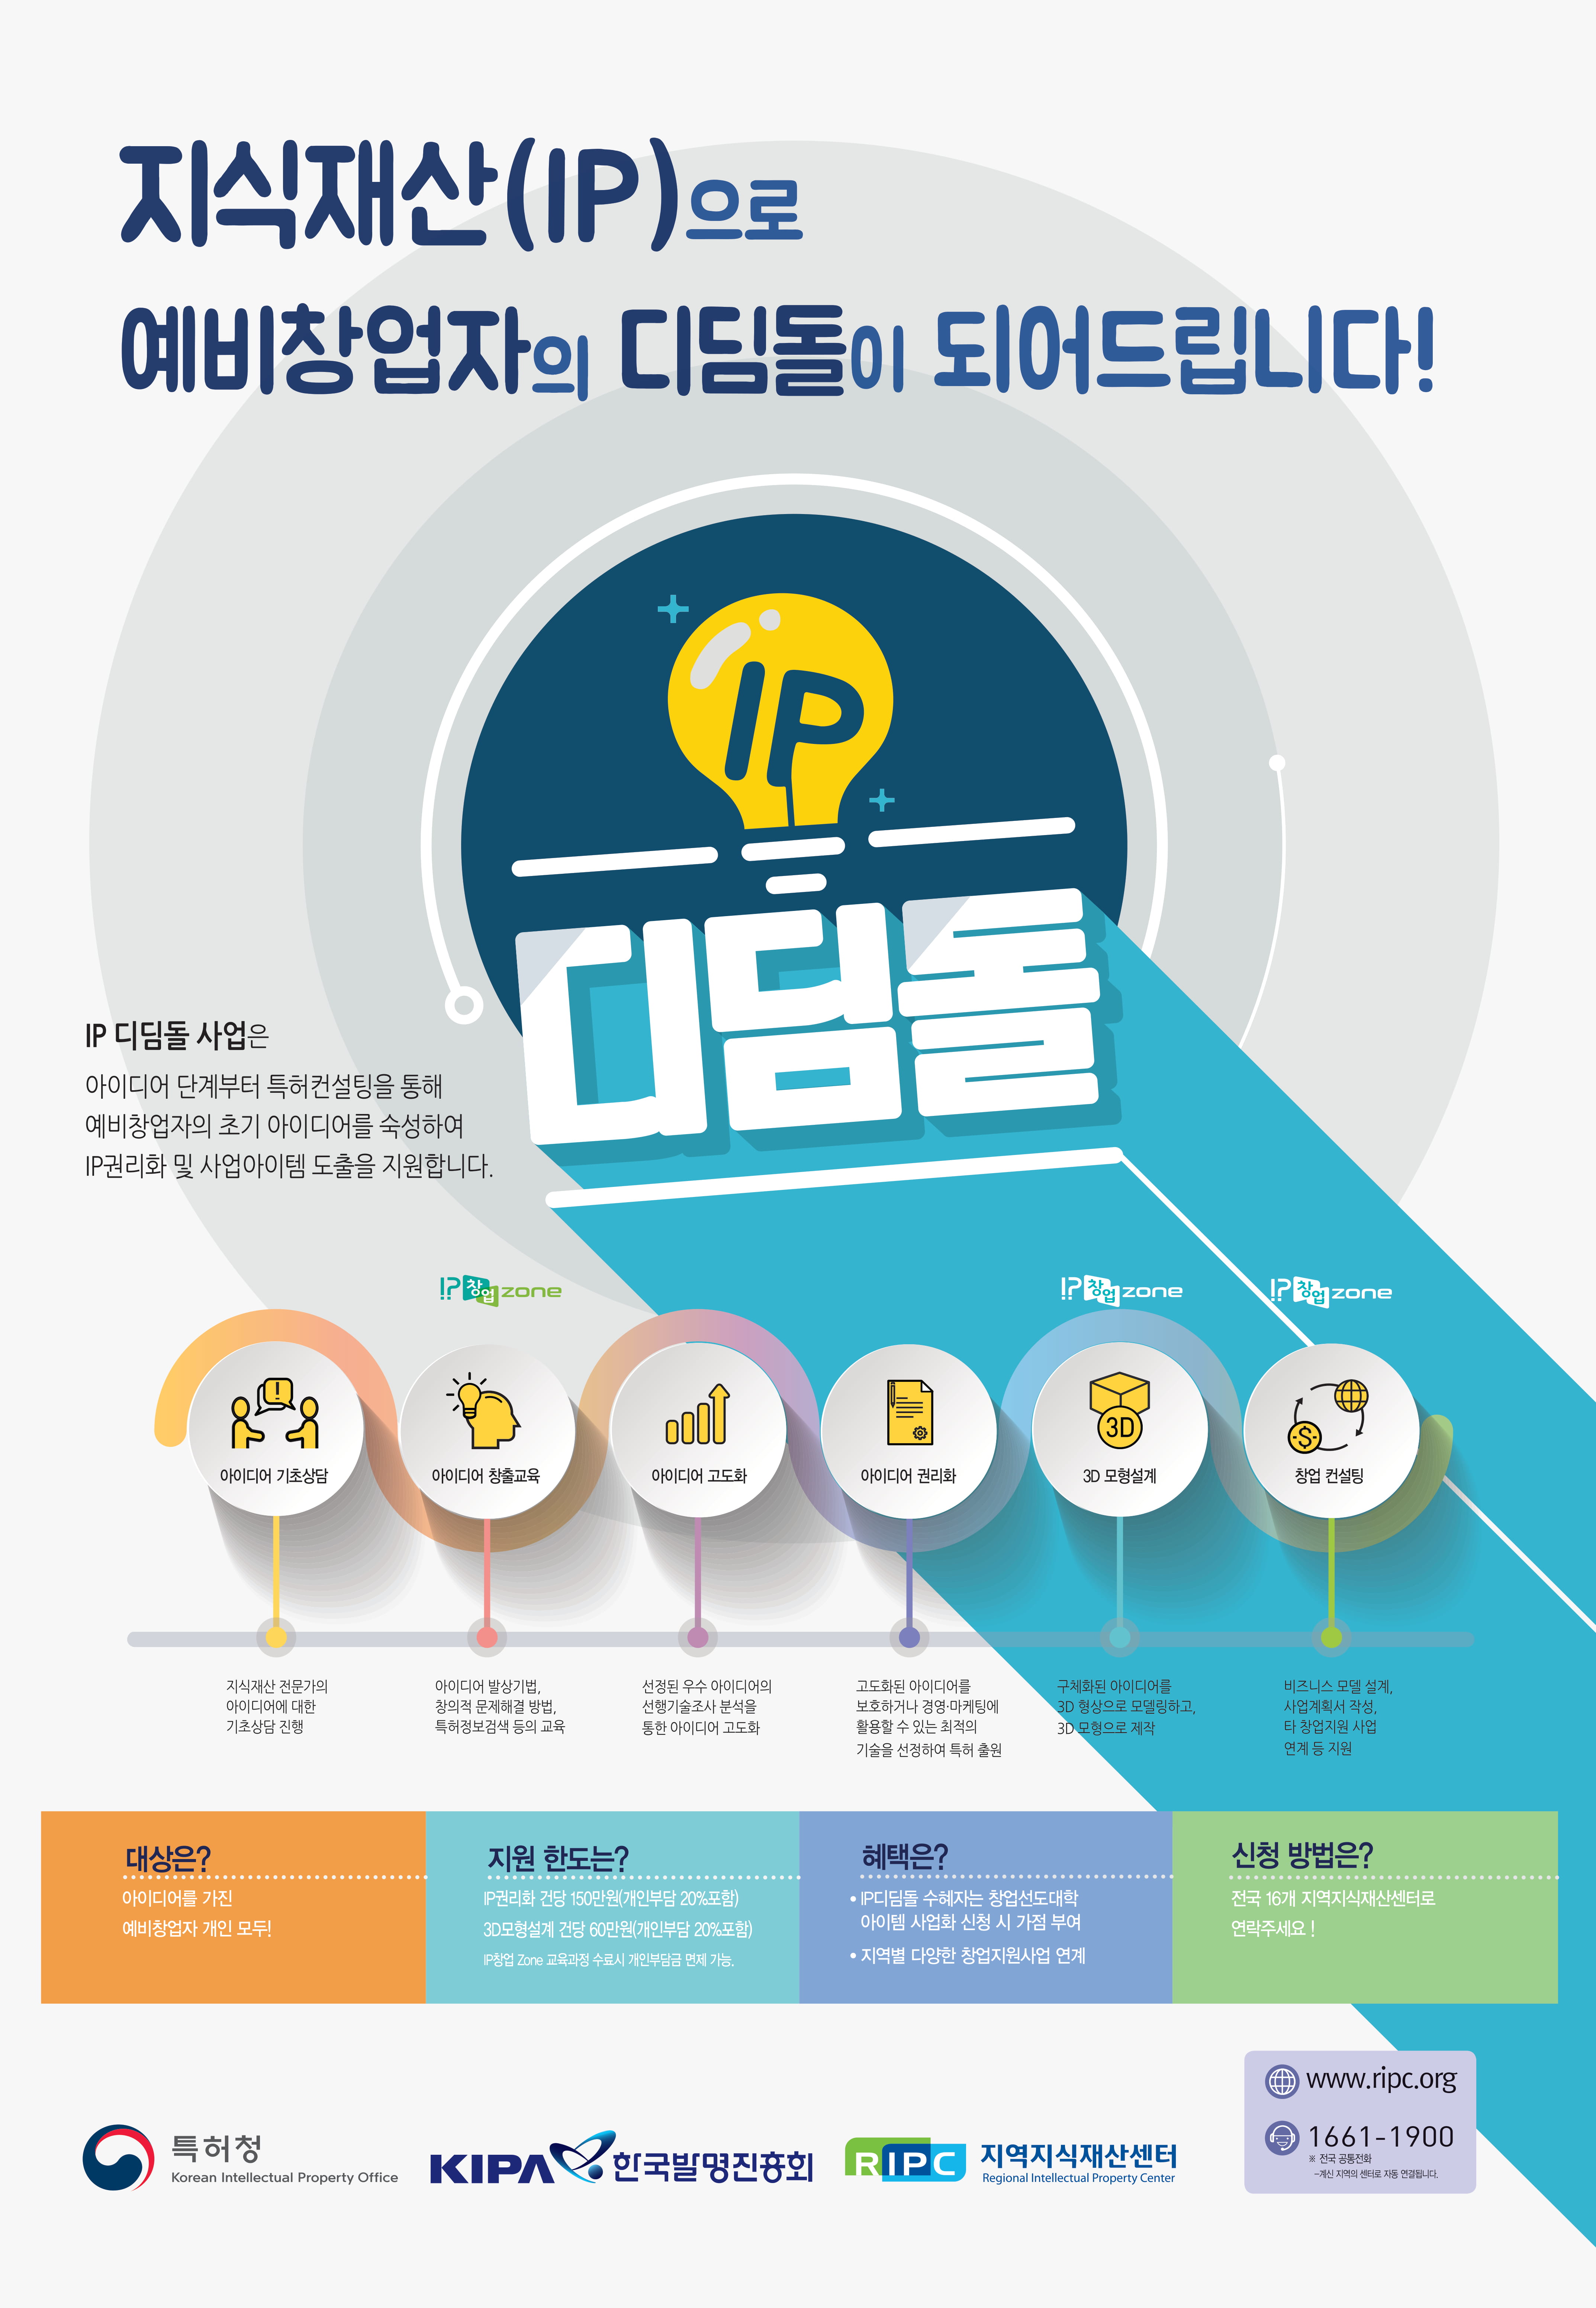 지식재산(IP)으로
예비창업자의 디딤돌이 되어드립니다!
IP
디딤돌
IP 디딤돌 사업은
아이디어 단계부터 특허컨설팅을 통해
예비창업자의 초기 아이디어를 숙성하여
IP권리화 및 사업아이템 도출을 지원합니다.
IP창업zone
IP창업zone
IP창업zone
아이디어 기초상담
아이디어 창출교육
아이디어 고도화
아이디어 권리화
3D
3D 모형설계
창업 컨설팅
지식재산 전문가의
아이디어에 대한
기초상담 진행
아이디어 발상기법,
창의적 문제해결 방법,
특허정보검색 등의 교육
선정된 우수 아이디어의
선행기술조사 분석을
통한 아이디어 고도화
고도화된 아이디어를
보호하거나 경영·마케팅에
활용할 수 있는 최적의
기술을 선정하여 특허 출원
구체화된 아이디어를
3D 형상으로 모델링하고,
3D 모형으로 제작
비즈니스 모델 설계,
사업계획서 작성,
타 창업지원 사업
연계 등 지원
대상은?
아이디어를 가진
예비창업자 개인 모두!
지원 한도는?
IP권리화 건당 150만원(개인부담 20%포함)
3D모형설계 건당 60만원(개인부담 20%포함)
IP창업 Zone 교육과정 수료시 개인부담금 면제 가능.
혜택은?
• IP디딤돌 수혜자는 창업선도대학
아이템 사업화 신청 시 가점 부여
• 지역별 다양한 창업지원사업 연계
신청 방법은?
전국 16개 지역지식재산센터로
연락주세요 !
www.ripc.org
1661-1900
※ 전국 공통전화
-계신 지역의 센터로 자동 연결됩니다.
특허청
Korean Intellectual Property Office
KIPA 한국발명진흥회
RIPC 지역지식재산센터
Regional Intellectual Property Center